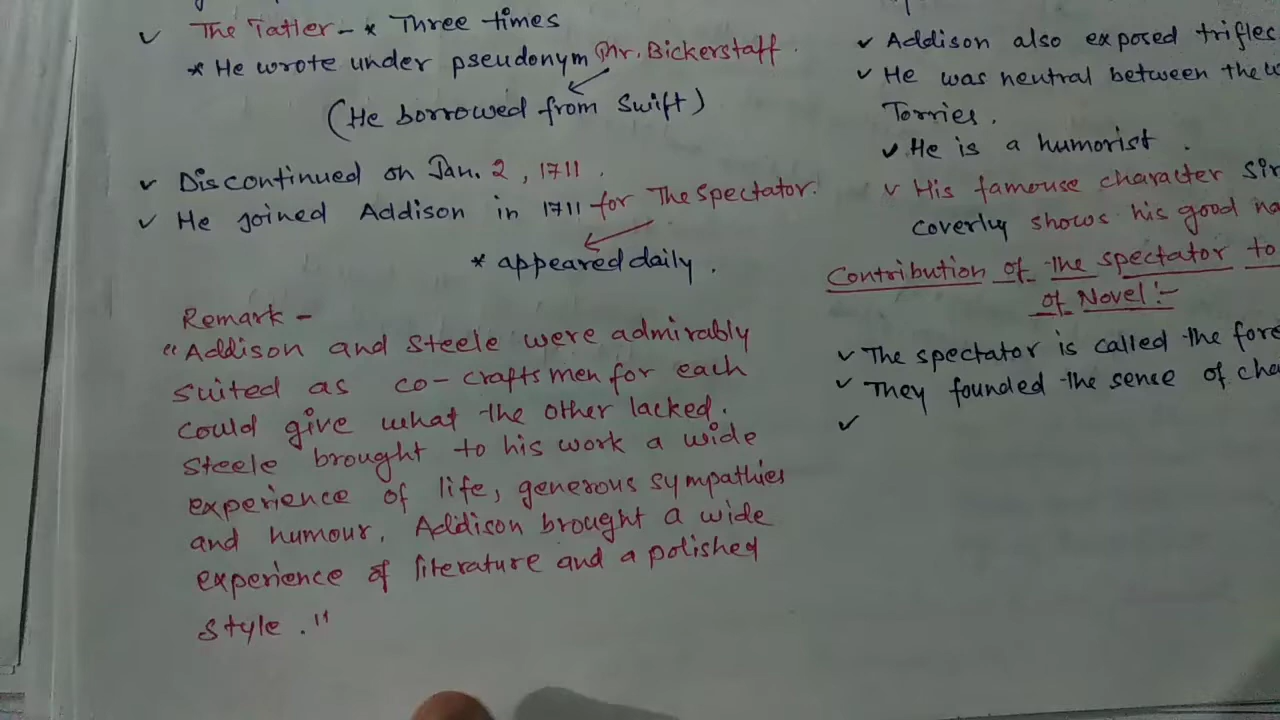 ✓ The Tatler - * Three times
* He wrote under pseudonym Mr. Bickerstaff.
(He borrowed from Swift)
✓ Discontinued on Jan. 2, 1711.
✓ He joined Addison in 1711 for The Spectator.
* appeared daily.
Remark -
"Addison and Steele were admirably
suited as co-craftsmen for each
could give what the other lacked.
Steele brought to his work a wide
experience of life, generous sympathies
and humour. Addison brought a wide
experience of literature and a polished
style."
✓ Addison also exposed trifles
✓ He was neutral between the
Torries.
✓ He is a humorist.
✓ His famouse character Sir
coverly shows his good
Contribution of the spectator to
of Novel:-
✓ The spectator is called the fore
✓ They founded the sense of cha
✓